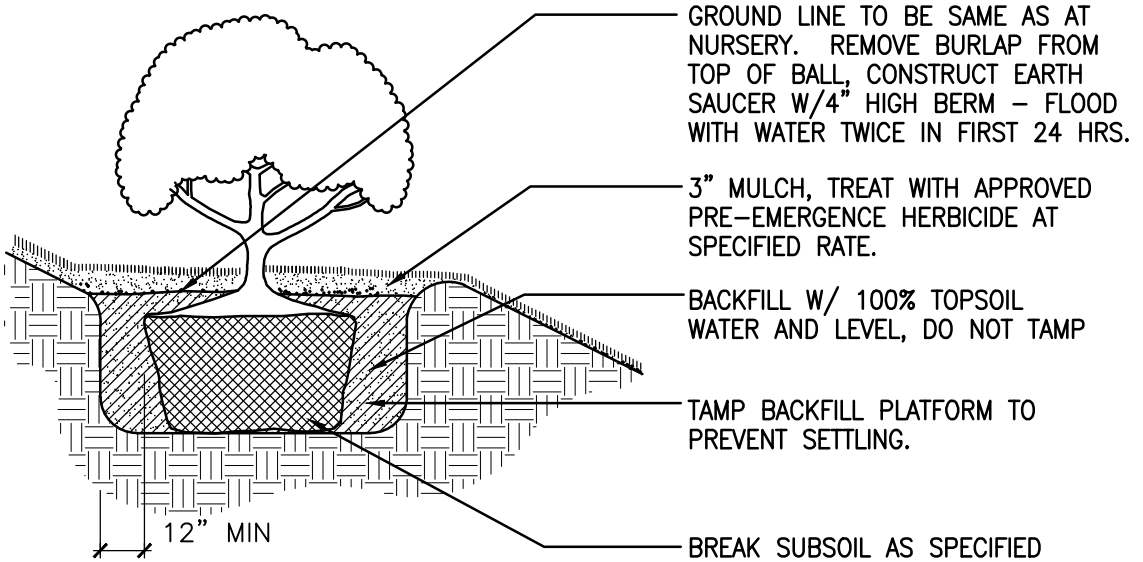 GROUND LINE TO BE SAME AS AT
NURSERY. REMOVE BURLAP FROM
TOP OF BALL, CONSTRUCT EARTH
SAUCER W/4” HIGH BERM – FLOOD
WITH WATER TWICE IN FIRST 24 HRS.
3” MULCH, TREAT WITH APPROVED
PRE–EMERGENCE HERBICIDE AT
SPECIFIED RATE.
BACKFILL W/ 100% TOPSOIL
WATER AND LEVEL, DO NOT TAMP
TAMP BACKFILL PLATFORM TO
PREVENT SETTLING.
12” MIN
BREAK SUBSOIL AS SPECIFIED